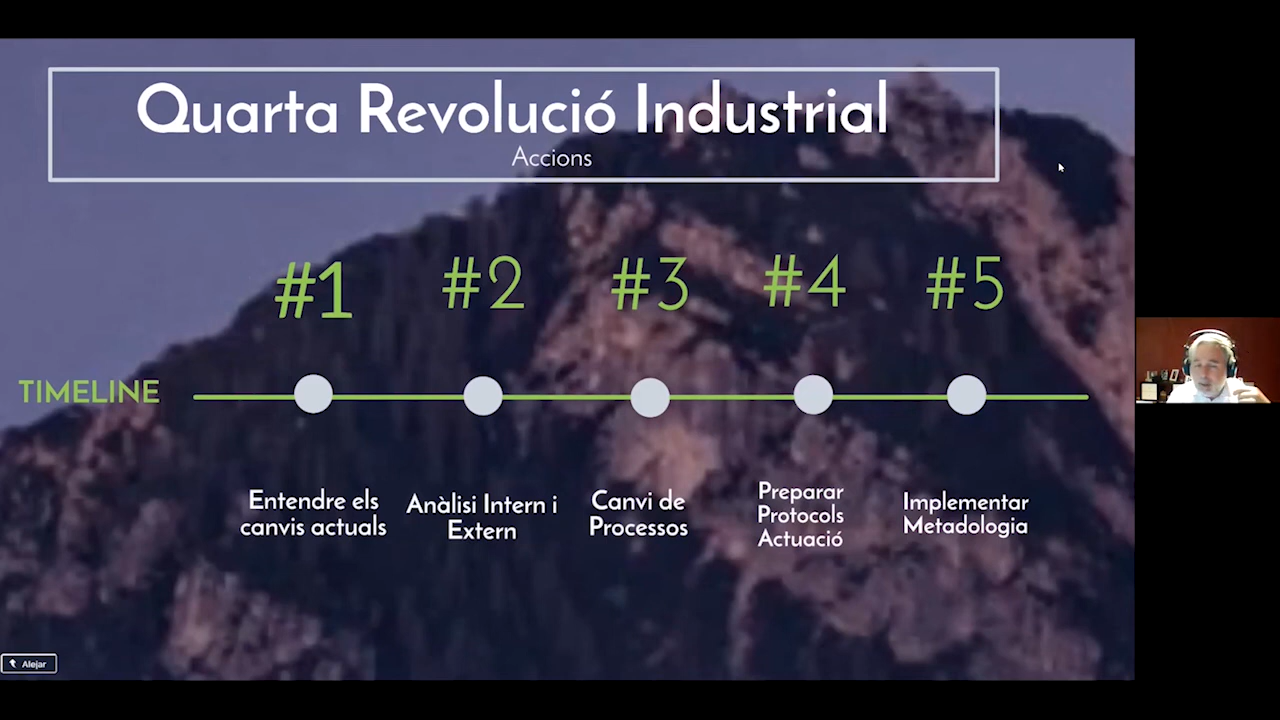 Quarta Revolució Industrial
Accions
#1
#2
#3
#4
#5
TIMELINE
Entendre els
canvis actuals
Anàlisi Intern i
Extern
Canvi de
Processos
Preparar
Protocols
Actuació
Implementar
Metadologia
Alejar